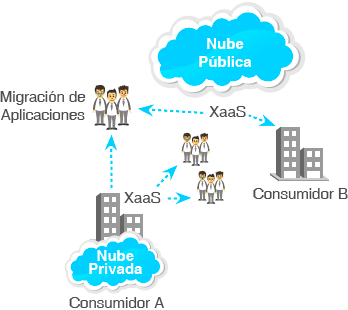 Nube
Pública
Migración de
Aplicaciones
XaaS
Consumidor B
XaaS
Nube
Privada
Consumidor A